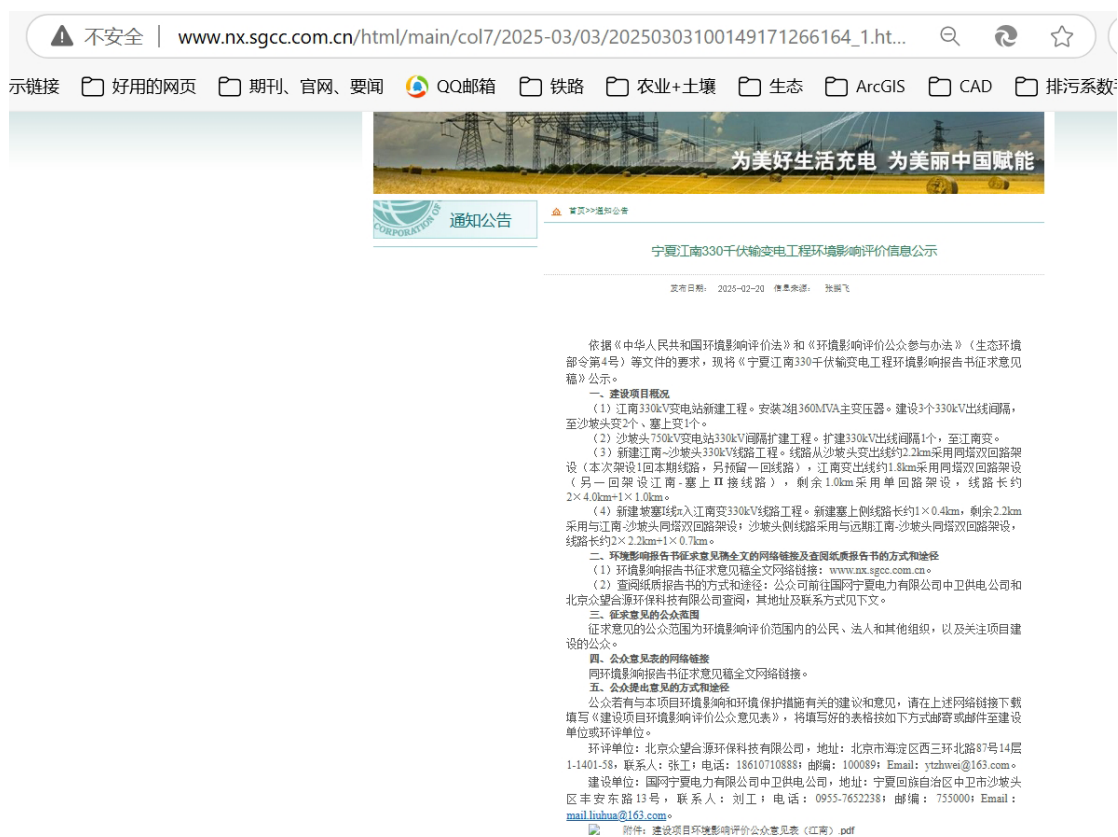 不安全 www.nx.sgcc.com.cn/html/main/col7/2025-03/03/20250303100149171266164_1.ht...
示链接 好用的网页 期刊、官网、要闻 QQ邮箱 铁路 农业+土壤 生态 ArcGIS CAD 排污系数手
为美好生活充电 为美丽中国赋能
CORPORATION OF 通知公告
首页>>通知公告
宁夏江南330千伏输变电工程环境影响评价信息公示
发布日期： 2025-02-20 信息来源： 张振飞
依据《中华人民共和国环境影响评价法》和《环境影响评价公众参与办法》（生态环境
部令第4号）等文件的要求，现将《宁夏江南330千伏输变电工程环境影响报告书征求意见
稿》公示。
一、建设项目概况
（1）江南330kV变电站新建工程。安装2组360MVA主变压器。建设3个330kV出线间隔，
至沙坡头变2个、塞上变1个。
（2）沙坡头750kV变电站330kV间隔扩建工程。扩建330kV出线间隔1个，至江南变。
（3）新建江南~沙坡头330kV线路工程。线路从沙坡头变出线约2.2km采用同塔双回路架
设（本次架设1回本期线路，另预留一回线路），江南变出线约1.8km采用同塔双回路架设
（另一回架设江南-塞上π接线路），剩余1.0km采用单回路架设，线路长约
2×4.0km+1×1.0km。
（4）新建坡塞I线π入江南变330kV线路工程。新建塞上侧线路长约1×0.4km，剩余2.2km
采用与江南-沙坡头同塔双回路架设；沙坡头侧线路采用与远期江南-沙坡头同塔双回路架设，
线路长约2×2.2km+1×0.7km。
二、环境影响报告书征求意见稿全文的网络链接及查阅纸质报告书的方式和途径
（1）环境影响报告书征求意见稿全文网络链接：www.nx.sgcc.com.cn。
（2）查阅纸质报告书的方式和途径：公众可前往国网宁夏电力有限公司中卫供电公司和
北京众望合源环保科技有限公司查阅，其地址及联系方式见下文。
三、征求意见的公众范围
征求意见的公众范围为环境影响评价范围内的公民、法人和其他组织，以及关注项目建
设的公众。
四、公众意见表的网络链接
同环境影响报告书征求意见稿全文网络链接。
五、公众提出意见的方式和途径
公众若有与本项目环境影响和环境保护措施有关的建议和意见，请在上述网络链接下载
填写《建设项目环境影响评价公众意见表》，将填写好的表格按如下方式邮寄或邮件至建设
单位或环评单位。
环评单位：北京众望合源环保科技有限公司，地址：北京市海淀区西三环北路87号14层
1-1401-58，联系人：张工；电话：18610710888；邮编：100089；Email：ytzhwei@163.com。
建设单位：国网宁夏电力有限公司中卫供电公司，地址：宁夏回族自治区中卫市沙坡头
区丰安东路13号，联系人：刘工；电话：0955-7652238；邮编：755000；Email：
mail.liuhua@163.com。
附件：建设项目环境影响评价公众意见表（江南）.pdf